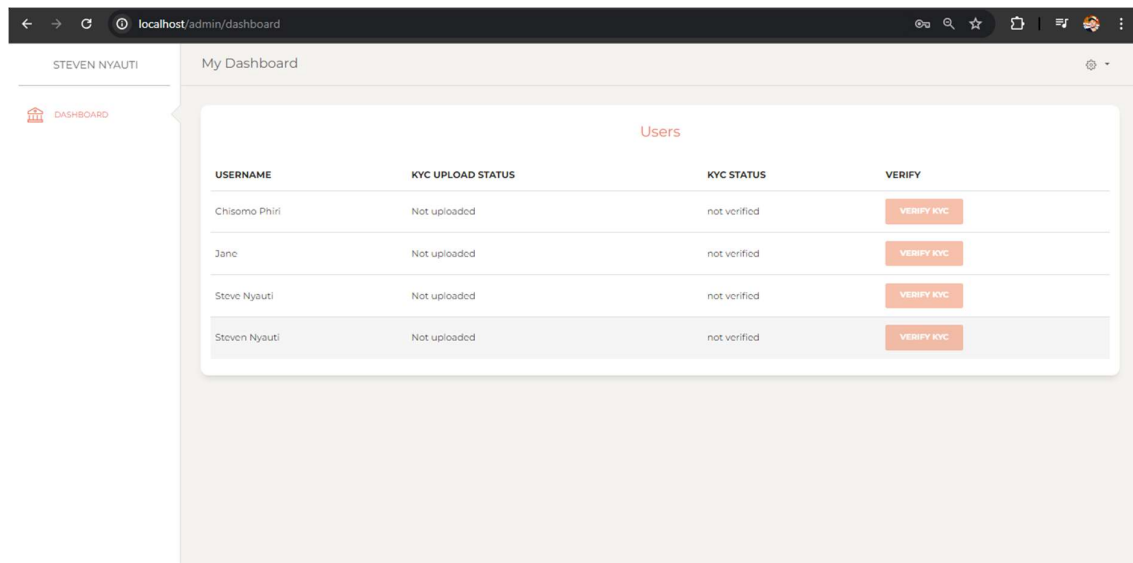 localhost/admin/dashboard
STEVEN NYAUTI
My Dashboard
DASHBOARD
Users
USERNAME KYC UPLOAD STATUS KYC STATUS VERIFY
Chisomo Phiri Not uploaded not verified VERIFY KYC
Jane Not uploaded not verified VERIFY KYC
Steve Nyauti Not uploaded not verified VERIFY KYC
Steven Nyauti Not uploaded not verified VERIFY KYC